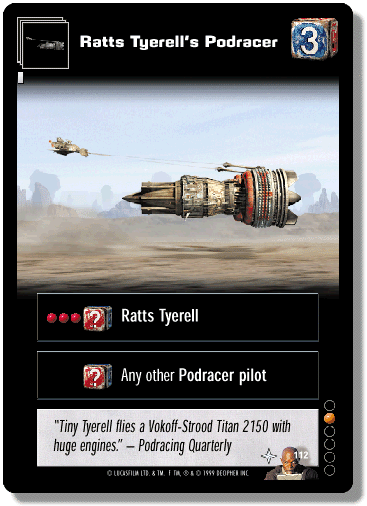 Ratts Tyerell's Podracer
3
? Ratts Tyerell
? Any other Podracer pilot
"Tiny Tyerell flies a Vokoff-Strood Titan 2150 with
huge engines." – Podracing Quarterly
112
© LUCASFILM LTD. & TM, T TM, ® & © 1999 DECIPHER INC.